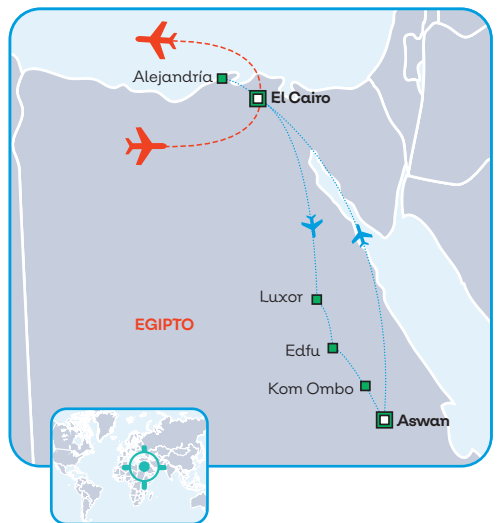 Alejandría
El Cairo
Luxor
EGIPTO
Edfu
Kom Ombo
Aswan